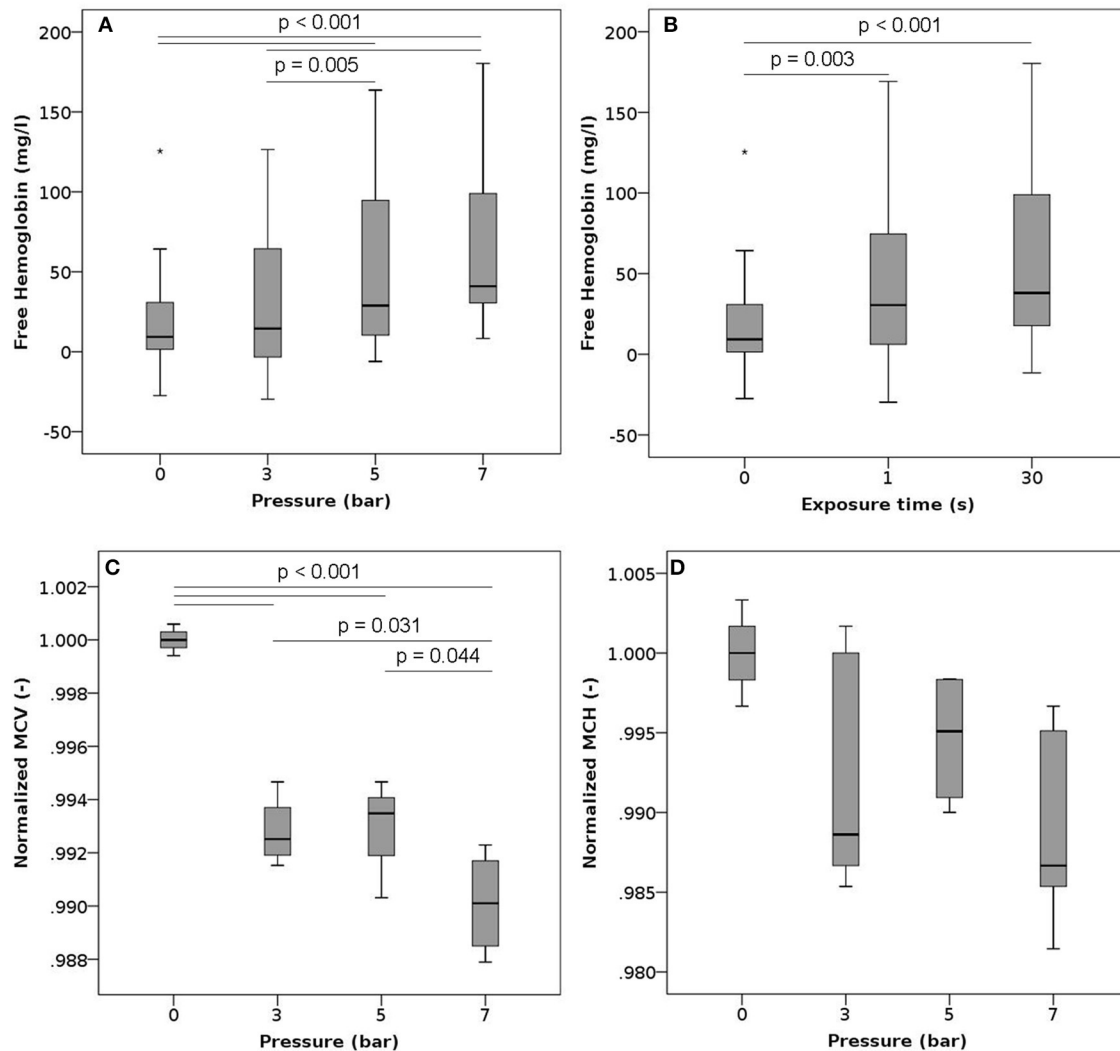 A
p < 0.001
p = 0.005
*
200
150
100
50
0
-50
Free Hemoglobin (mg/l)
0 3 5 7
Pressure (bar)
B
p < 0.001
p = 0.003
*
200
150
100
50
0
-50
Free Hemoglobin (mg/l)
0 1 30
Exposure time (s)
C
p < 0.001
p = 0.031
p = 0.044
1.002
1.000
.998
.996
.994
.992
.990
.988
Normalized MCV (-)
0 3 5 7
Pressure (bar)
D
1.005
1.000
.995
.990
.985
.980
Normalized MCH (-)
0 3 5 7
Pressure (bar)